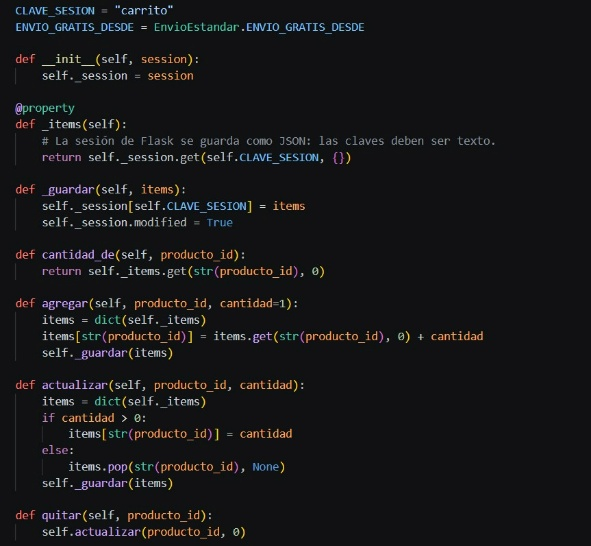 CLAVE_SESION = "carrito"
ENVIO_GRATIS_DESDE = EnvioEstandar.ENVIO_GRATIS_DESDE

def __init__(self, session):
    self._session = session

@property
def _items(self):
    # La sesión de Flask se guarda como JSON: las claves deben ser texto.
    return self._session.get(self.CLAVE_SESION, {})

def _guardar(self, items):
    self._session[self.CLAVE_SESION] = items
    self._session.modified = True

def cantidad_de(self, producto_id):
    return self._items.get(str(producto_id), 0)

def agregar(self, producto_id, cantidad=1):
    items = dict(self._items)
    items[str(producto_id)] = items.get(str(producto_id), 0) + cantidad
    self._guardar(items)

def actualizar(self, producto_id, cantidad):
    items = dict(self._items)
    if cantidad > 0:
        items[str(producto_id)] = cantidad
    else:
        items.pop(str(producto_id), None)
    self._guardar(items)

def quitar(self, producto_id):
    self.actualizar(producto_id, 0)